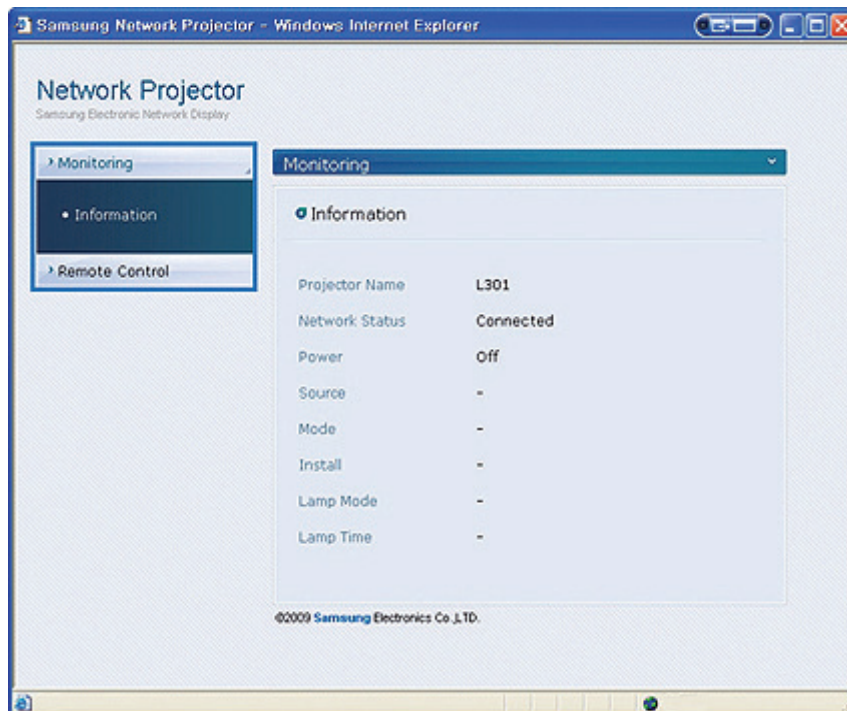 Samsung Network Projector - Windows Internet Explorer
Network Projector
Samsung Electronic Network Display
Monitoring
Information
Remote Control
Monitoring
Information
Projector Name L301
Network Status Connected
Power Off
Source -
Mode -
Install -
Lamp Mode -
Lamp Time -
©2009 Samsung Electronics Co.,LTD.